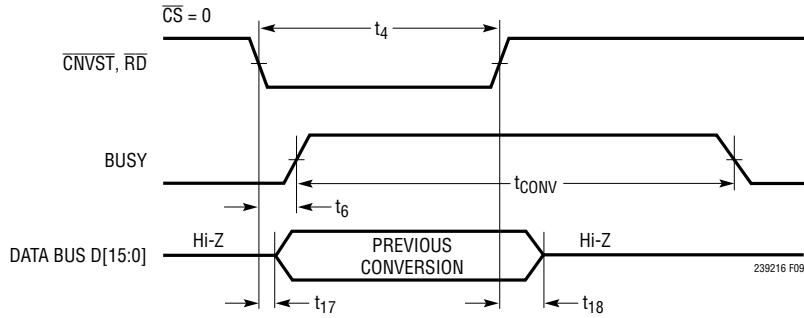 CS = 0
t4
CNVST, RD
BUSY
tCONV
t6
Hi-Z
PREVIOUS
CONVERSION
Hi-Z
DATA BUS D[15:0]
239216 F09
t17
t18